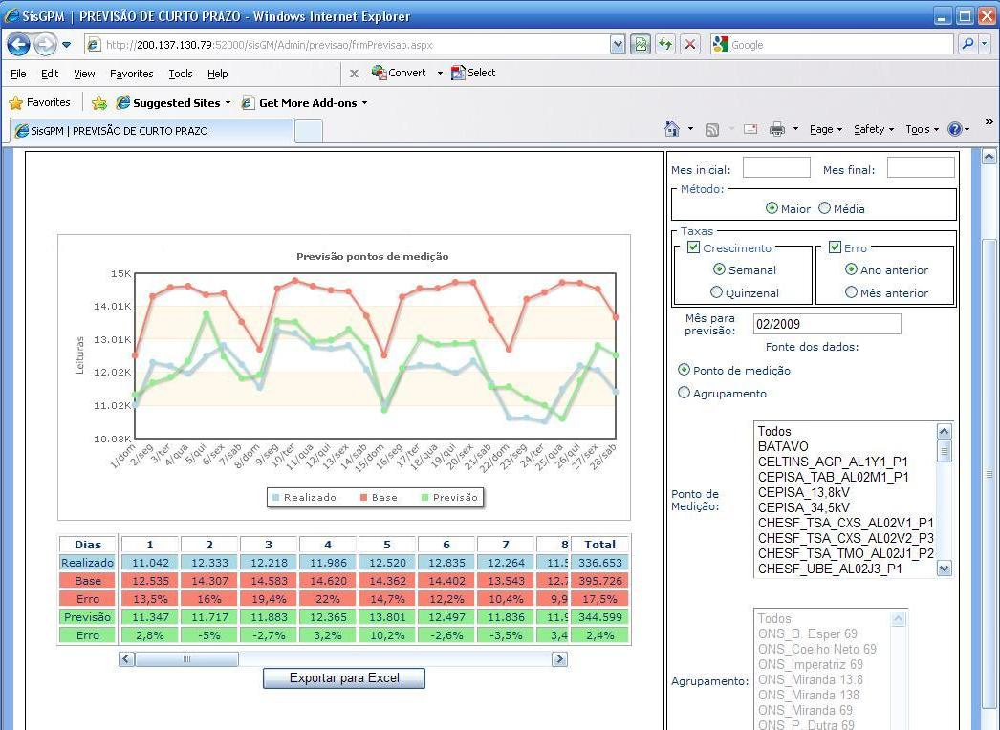 SisGPM | PREVISÃO DE CURTO PRAZO - Windows Internet Explorer
http://200.137.130.79:52000/sisGM/Admin/previsao/frmPrevisao.aspx
Google
File Edit View Favorites Tools Help
x Convert Select
Favorites Suggested Sites Get More Add-ons
SisGPM | PREVISÃO DE CURTO PRAZO
Page Safety Tools »
Previsão pontos de medição
Leituras
15K
14.01K
13.01K
12.02K
11.02K
10.03K
1/dom 2/seg 3/ter 4/qua 5/qui 6/sex 7/sab 8/dom 9/seg 10/ter 11/qua 12/qui 13/sex 14/sab 15/dom 16/seg 17/ter 18/qua 19/qui 20/sex 21/sab 22/dom 23/seg 24/ter 25/qua 26/qui 27/sex 28/sab
Realizado Base Previsão
Dias 1 2 3 4 5 6 7 8 Total
Realizado 11.042 12.333 12.218 11.986 12.520 12.835 12.264 11.5 336.653
Base 12.535 14.307 14.583 14.620 14.362 14.402 13.543 12.7 395.726
Erro 13,5% 16% 19,4% 22% 14,7% 12,2% 10,4% 9,9 17,5%
Previsão 11.347 11.717 11.883 12.365 13.801 12.497 11.836 11.9 344.599
Erro 2,8% -5% -2,7% 3,2% 10,2% -2,6% -3,5% 3,4 2,4%
Exportar para Excel
Mes inicial: Mes final:
Método:
Maior Média
Taxas
Crescimento
Semanal
Quinzenal
Erro
Ano anterior
Mês anterior
Mês para
previsão:
02/2009
Fonte dos dados:
Ponto de medição
Agrupamento
Ponto de
Medição:
Todos
BATAVO
CELTINS_AGP_AL1Y1_P1
CEPISA_TAB_AL02M1_P1
CEPISA_13,8kV
CEPISA_34,5kV
CHESF_TSA_CXS_AL02V1_P1
CHESF_TSA_CXS_AL02V2_P3
CHESF_TSA_TMO_AL02J1_P2
CHESF_UBE_AL02J3_P1
Agrupamento:
Todos
ONS_B. Esper 69
ONS_Coelho Neto 69
ONS_Imperatriz 69
ONS_Miranda 13.8
ONS_Miranda 138
ONS_Miranda 69
ONS_P. Dutra 69